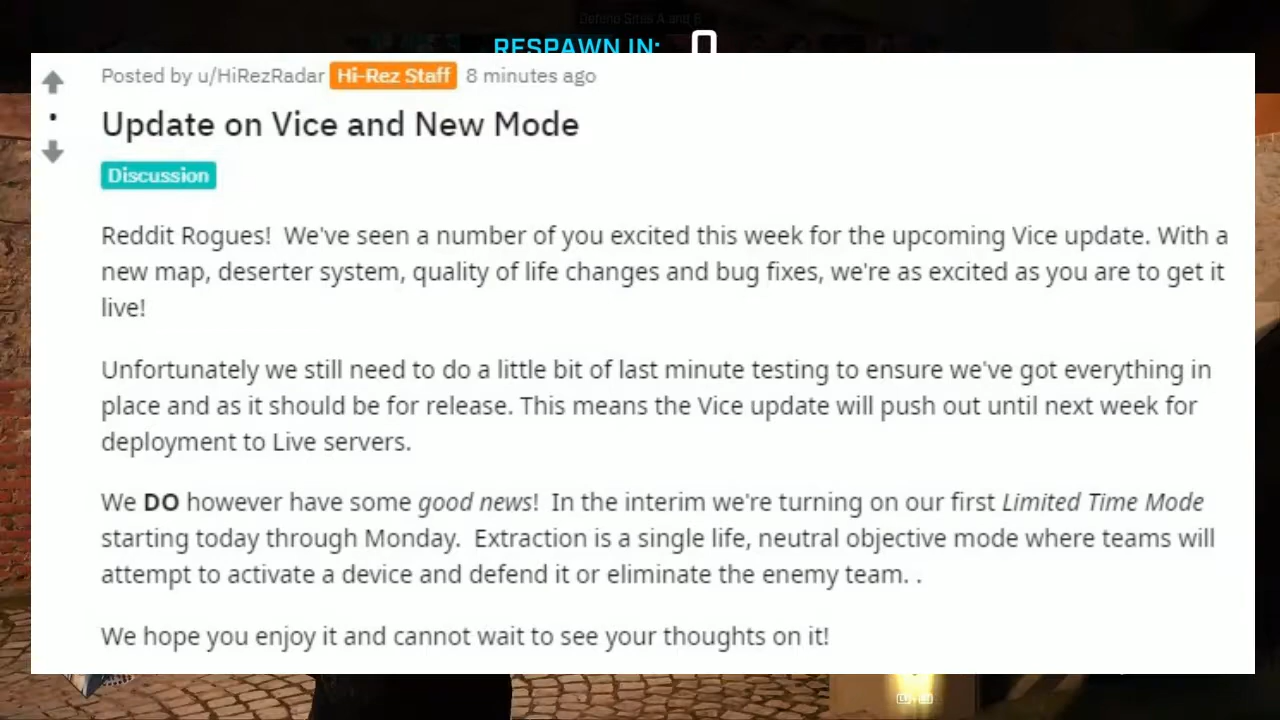 Defend Sites A and B
RESPAWN IN: 0
Posted by u/HiRezRadar Hi-Rez Staff 8 minutes ago
Update on Vice and New Mode
Discussion
Reddit Rogues! We've seen a number of you excited this week for the upcoming Vice update. With a
new map, deserter system, quality of life changes and bug fixes, we're as excited as you are to get it
live!
Unfortunately we still need to do a little bit of last minute testing to ensure we've got everything in
place and as it should be for release. This means the Vice update will push out until next week for
deployment to Live servers.
We DO however have some good news! In the interim we're turning on our first Limited Time Mode
starting today through Monday. Extraction is a single life, neutral objective mode where teams will
attempt to activate a device and defend it or eliminate the enemy team. .
We hope you enjoy it and cannot wait to see your thoughts on it!